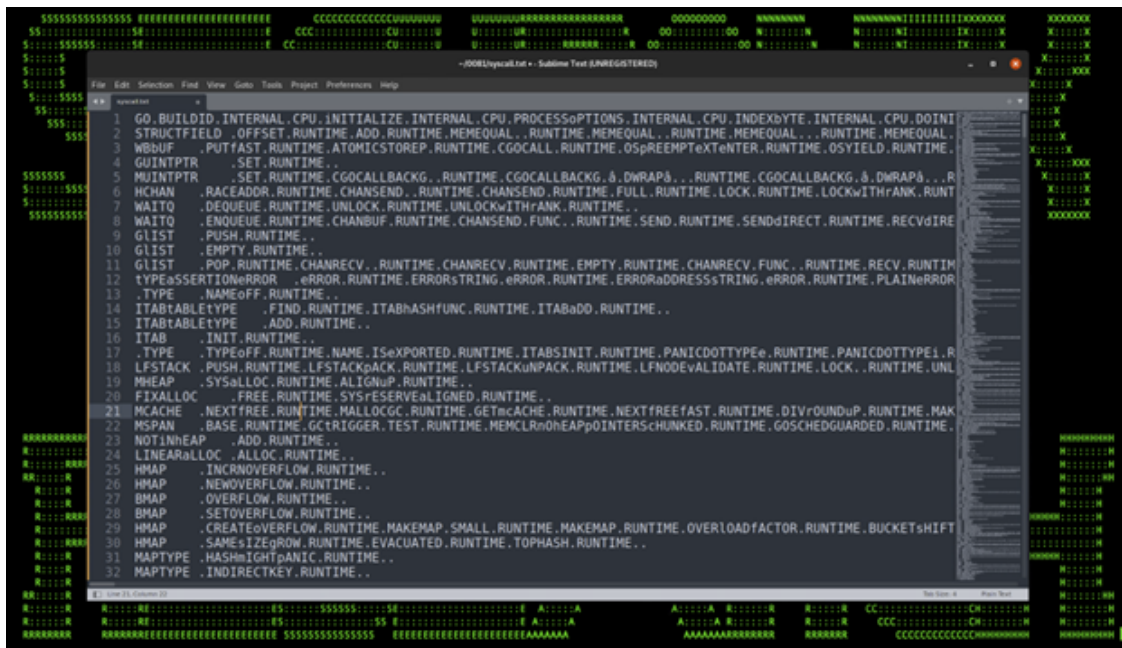 ~/0081/syscall.txt • - Sublime Text (UNREGISTERED)
File Edit Selection Find View Goto Tools Project Preferences Help
syscall.txt
1 GO.BUILDID.INTERNAL.CPU.iNITIALIZE.INTERNAL.CPU.PROCESSoPTIONS.INTERNAL.CPU.INDEXbYTE.INTERNAL.CPU.DOINI
2 STRUCTFIELD .OFFSET.RUNTIME.ADD.RUNTIME.MEMEQUAL..RUNTIME.MEMEQUAL..RUNTIME.MEMEQUAL...RUNTIME.MEMEQUAL.
3 WBbUF .PUTfAST.RUNTIME.ATOMICSTOREP.RUNTIME.CGOCALL.RUNTIME.OSpREEMPTeXTeNTER.RUNTIME.OSYIELD.RUNTIME.
4 GUINTPTR .SET.RUNTIME..
5 MUINTPTR .SET.RUNTIME.CGOCALLBACKG..RUNTIME.CGOCALLBACKG.â.DWRAPâ...RUNTIME.CGOCALLBACKG.â.DWRAPâ...R
6 HCHAN .RACEADDR.RUNTIME.CHANSEND..RUNTIME.CHANSEND.RUNTIME.FULL.RUNTIME.LOCK.RUNTIME.LOCKwITHrANK.RUNT
7 WAITQ .DEQUEUE.RUNTIME.UNLOCK.RUNTIME.UNLOCKwITHrANK.RUNTIME..
8 WAITQ .ENQUEUE.RUNTIME.CHANBUF.RUNTIME.CHANSEND.FUNC..RUNTIME.SEND.RUNTIME.SENDdIRECT.RUNTIME.RECVdIRE
9 GlIST .PUSH.RUNTIME..
10 GlIST .EMPTY.RUNTIME..
11 GlIST .POP.RUNTIME.CHANRECV..RUNTIME.CHANRECV.RUNTIME.EMPTY.RUNTIME.CHANRECV.FUNC..RUNTIME.RECV.RUNTIM
12 tYPEaSSERTIONeRROR .eRROR.RUNTIME.ERRORsTRING.eRROR.RUNTIME.ERRORaDDRESSsTRING.eRROR.RUNTIME.PLAINeRROR
13 .TYPE .NAMEoFF.RUNTIME..
14 ITABtABLEtYPE .FIND.RUNTIME.ITABhASHfUNC.RUNTIME.ITABaDD.RUNTIME..
15 ITABtABLEtYPE .ADD.RUNTIME..
16 ITAB .INIT.RUNTIME..
17 .TYPE .TYPEoFF.RUNTIME.NAME.ISeXPORTED.RUNTIME.ITABSINIT.RUNTIME.PANICDOTTYPEe.RUNTIME.PANICDOTTYPEi.R
18 LFSTACK .PUSH.RUNTIME.LFSTACKpACK.RUNTIME.LFSTACKuNPACK.RUNTIME.LFNODEvALIDATE.RUNTIME.LOCK..RUNTIME.UNL
19 MHEAP .SYSaLLOC.RUNTIME.ALIGNuP.RUNTIME..
20 FIXALLOC .FREE.RUNTIME.SYSrESERVEaLIGNED.RUNTIME..
21 MCACHE .NEXTfREE.RUNTIME.MALLOCGC.RUNTIME.GETmcACHE.RUNTIME.NEXTfREEfAST.RUNTIME.DIVrOUNDuP.RUNTIME.MAK
22 MSPAN .BASE.RUNTIME.GCtRIGGER.TEST.RUNTIME.MEMCLRnOhEAPpOINTERScHUNKED.RUNTIME.GOSCHEDGUARDED.RUNTIME.
23 NOTiNhEAP .ADD.RUNTIME..
24 LINEARaLLOC .ALLOC.RUNTIME..
25 HMAP .INCRNOVERFLOW.RUNTIME..
26 HMAP .NEWOVERFLOW.RUNTIME..
27 BMAP .OVERFLOW.RUNTIME..
28 BMAP .SETOVERFLOW.RUNTIME..
29 HMAP .CREATEoVERFLOW.RUNTIME.MAKEMAP.SMALL.RUNTIME.MAKEMAP.RUNTIME.OVERlOADfACTOR.RUNTIME.BUCKETsHIFT
30 HMAP .SAMEsIZEgROW.RUNTIME.EVACUATED.RUNTIME.TOPHASH.RUNTIME..
31 MAPTYPE .HASHmIGHTpANIC.RUNTIME..
32 MAPTYPE .INDIRECTKEY.RUNTIME..
Line 21, Column 22
Tab Size: 4
Plain Text